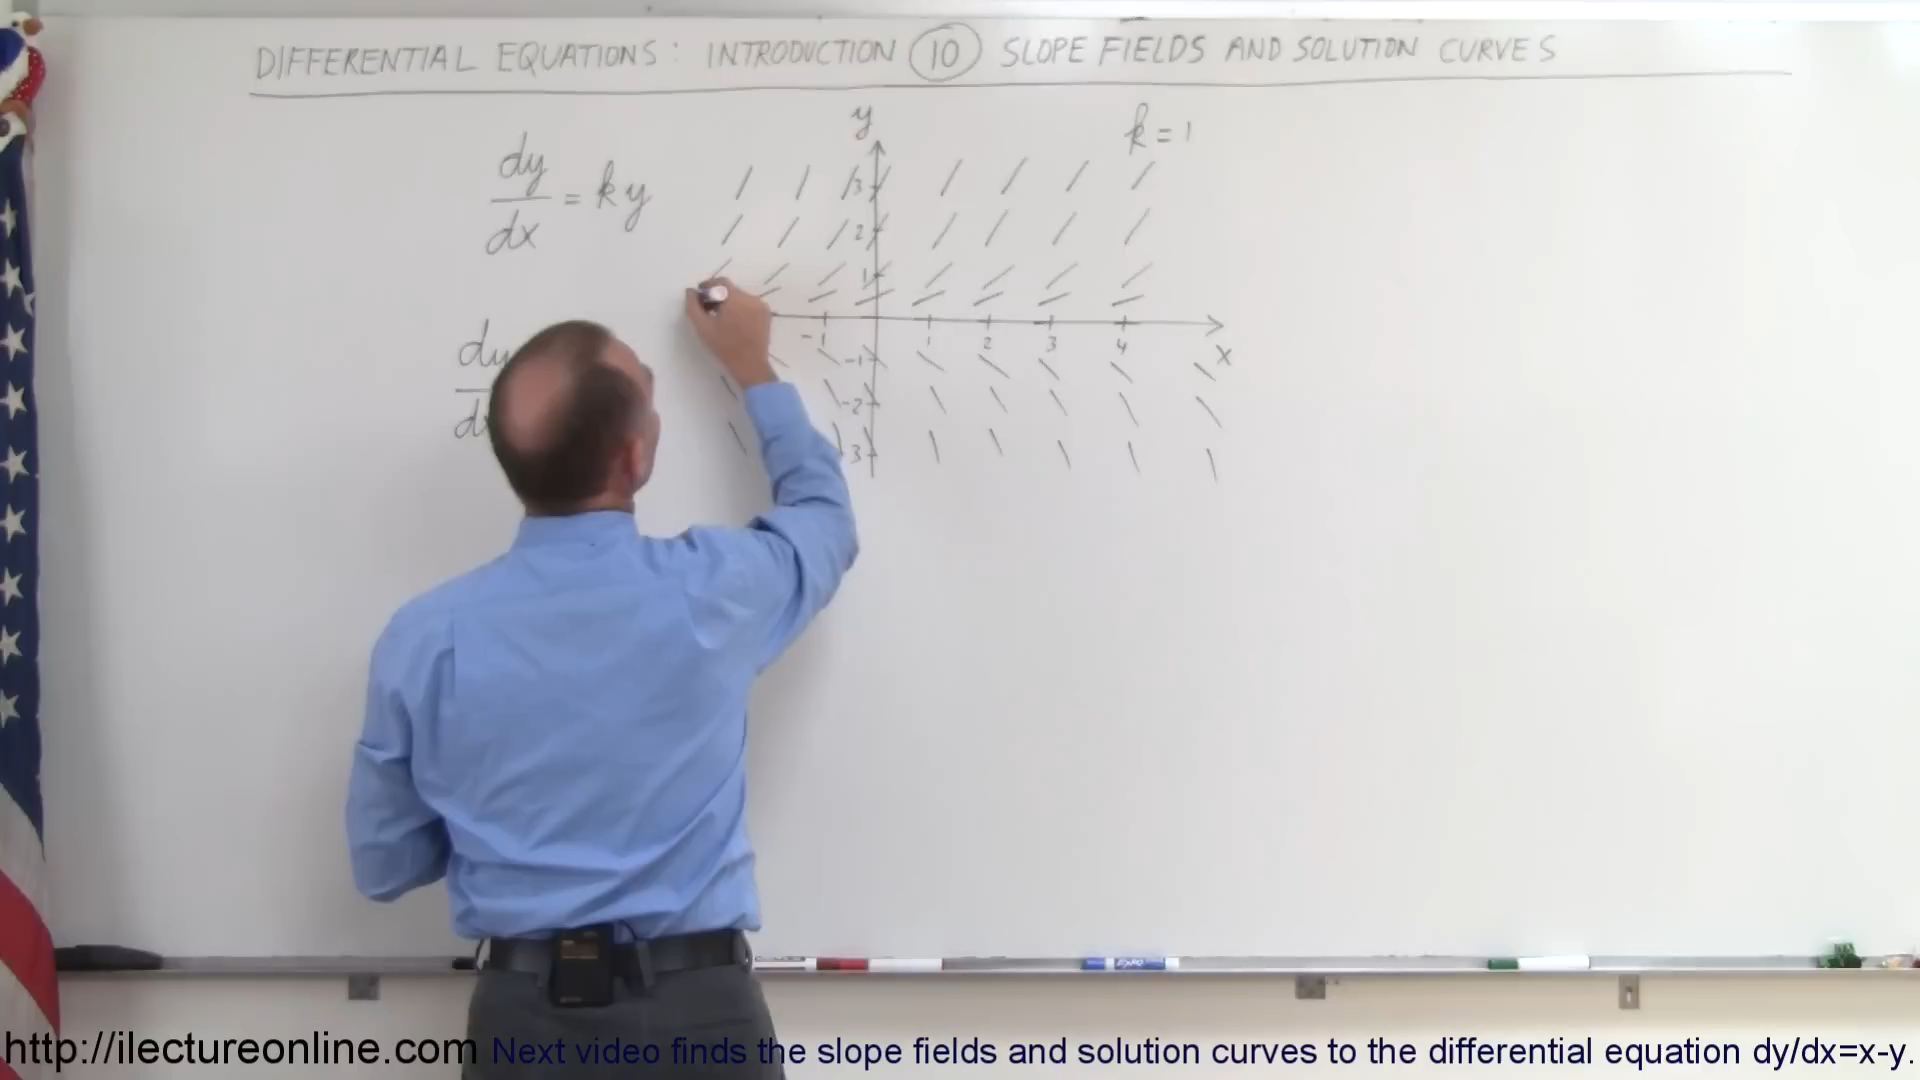 DIFFERENTIAL EQUATIONS: INTRODUCTION 10 SLOPE FIELDS AND SOLUTION CURVES
y
k=1
dy
dx
= ky
3
2
1
-1 1 2 3 4
x
-1
-2
3
dy
EXPO
http://ilectureonline.com Next video finds the slope fields and solution curves to the differential equation dy/dx=x-y.